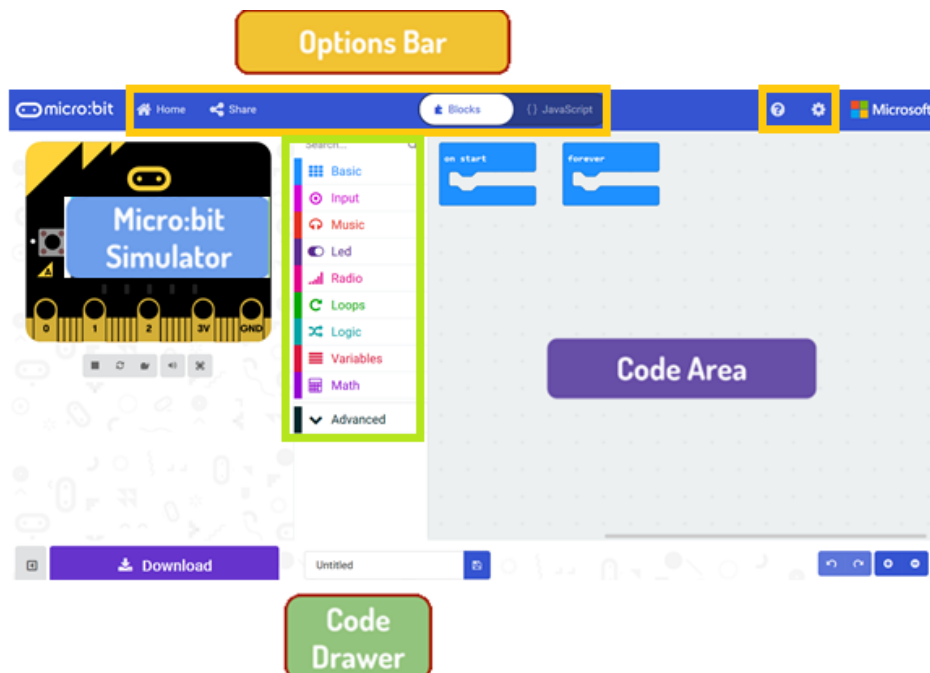 Options Bar
micro:bit Home Share Blocks {} JavaScript Microsoft
Search...
Basic
Input
Music
Led
Radio
Loops
Logic
Variables
Math
Advanced
on start forever
Micro:bit
Simulator
A
0 1 2 3V GND
Code Area
Download Untitled
Code
Drawer